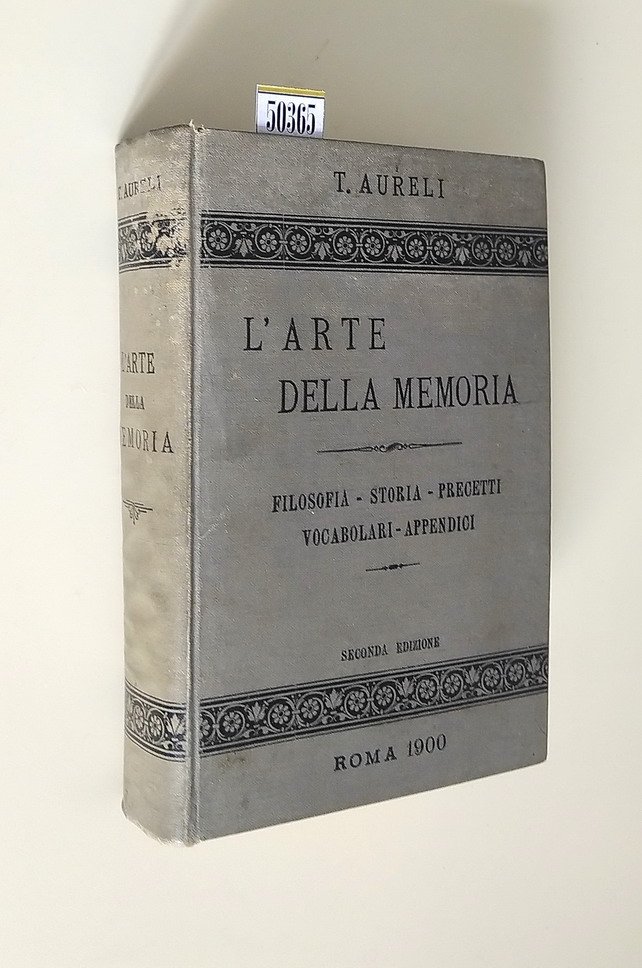 50365
T. AURELI
L'ARTE
DELLA MEMORIA
FILOSOFIA - STORIA - PRECETTI
VOCABOLARI - APPENDICI
SECONDA EDIZIONE
ROMA 1900
T. AURELI
L'ARTE
DELLA
MEMORIA